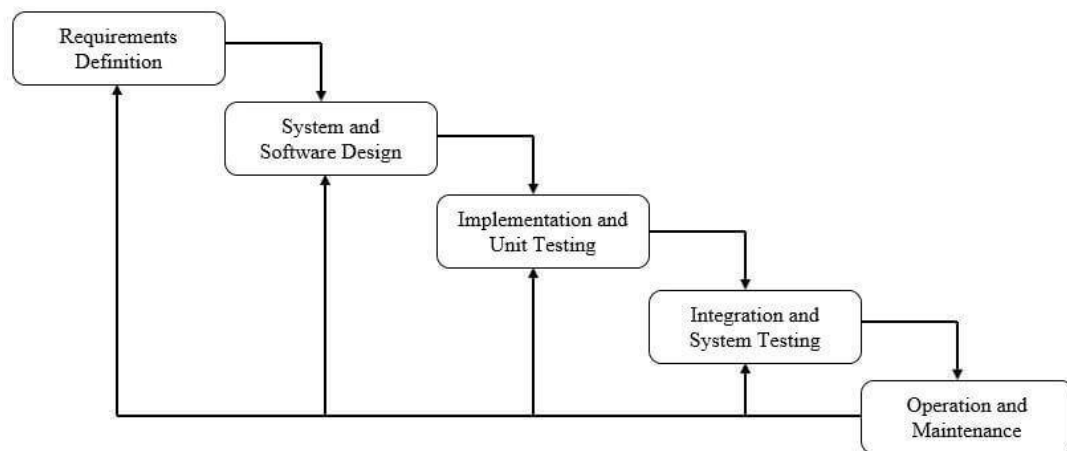 Requirements
Definition
System and
Software Design
Implementation and
Unit Testing
Integration and
System Testing
Operation and
Maintenance